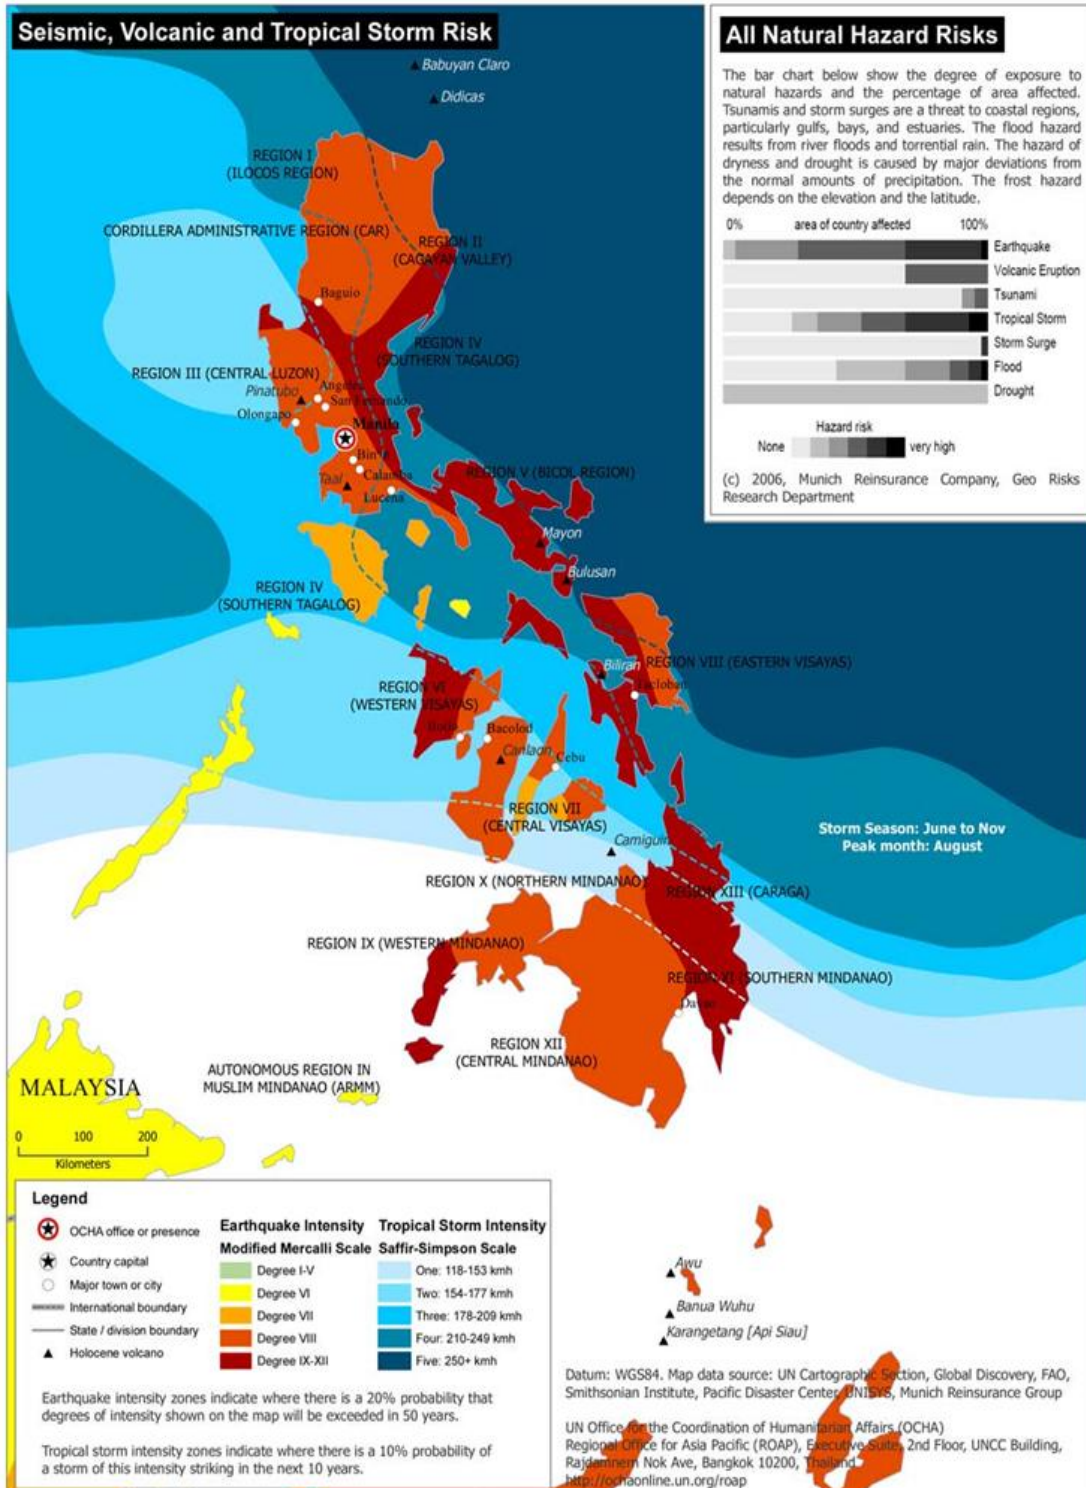 Seismic, Volcanic and Tropical Storm Risk
Babuyan Claro
Didicas
REGION I
(ILOCOS REGION)
CORDILLERA ADMINISTRATIVE REGION (CAR)
REGION II
(CAGAYAN VALLEY)
Baguio
REGION IV
(SOUTHERN TAGALOG)
REGION III (CENTRAL LUZON)
Pinatubo
Angeles
San Fernando
Olongapo
Manila
Calamba
Taal
Lucena
REGION V (BICOL REGION)
Mayon
Bulusan
REGION IV
(SOUTHERN TAGALOG)
Biliran
REGION VIII (EASTERN VISAYAS)
Tacloban
REGION VI
(WESTERN VISAYAS)
Bacolod
Canlaon
Cebu
REGION VII
(CENTRAL VISAYAS)
Camiguin
Storm Season: June to Nov
Peak month: August
REGION X (NORTHERN MINDANAO)
REGION XIII (CARAGA)
REGION IX (WESTERN MINDANAO)
REGION XI (SOUTHERN MINDANAO)
Davao
REGION XII
(CENTRAL MINDANAO)
AUTONOMOUS REGION IN
MUSLIM MINDANAO (ARMM)
MALAYSIA
0 100 200
Kilometers
All Natural Hazard Risks
The bar chart below show the degree of exposure to
natural hazards and the percentage of area affected.
Tsunamis and storm surges are a threat to coastal regions,
particularly gulfs, bays, and estuaries. The flood hazard
results from river floods and torrential rain. The hazard of
dryness and drought is caused by major deviations from
the normal amounts of precipitation. The frost hazard
depends on the elevation and the latitude.
0% area of country affected 100%
Earthquake
Volcanic Eruption
Tsunami
Tropical Storm
Storm Surge
Flood
Drought
Hazard risk
None very high
(c) 2006, Munich Reinsurance Company, Geo Risks
Research Department
Legend
OCHA office or presence
Country capital
Major town or city
International boundary
State / division boundary
Holocene volcano
Earthquake Intensity
Modified Mercalli Scale
Degree I-V
Degree VI
Degree VII
Degree VIII
Degree IX-XII
Tropical Storm Intensity
Saffir-Simpson Scale
One: 118-153 kmh
Two: 154-177 kmh
Three: 178-209 kmh
Four: 210-249 kmh
Five: 250+ kmh
Earthquake intensity zones indicate where there is a 20% probability that
degrees of intensity shown on the map will be exceeded in 50 years.
Tropical storm intensity zones indicate where there is a 10% probability of
a storm of this intensity striking in the next 10 years.
Awu
Banua Wuhu
Karangetang [Api Siau]
Datum: WGS84. Map data source: UN Cartographic Section, Global Discovery, FAO,
Smithsonian Institute, Pacific Disaster Center, UNISYS, Munich Reinsurance Group
UN Office for the Coordination of Humanitarian Affairs (OCHA)
Regional Office for Asia Pacific (ROAP), Executive Suite, 2nd Floor, UNCC Building,
Rajdamnern Nok Ave, Bangkok 10200, Thailand
http://ochaonline.un.org/roap